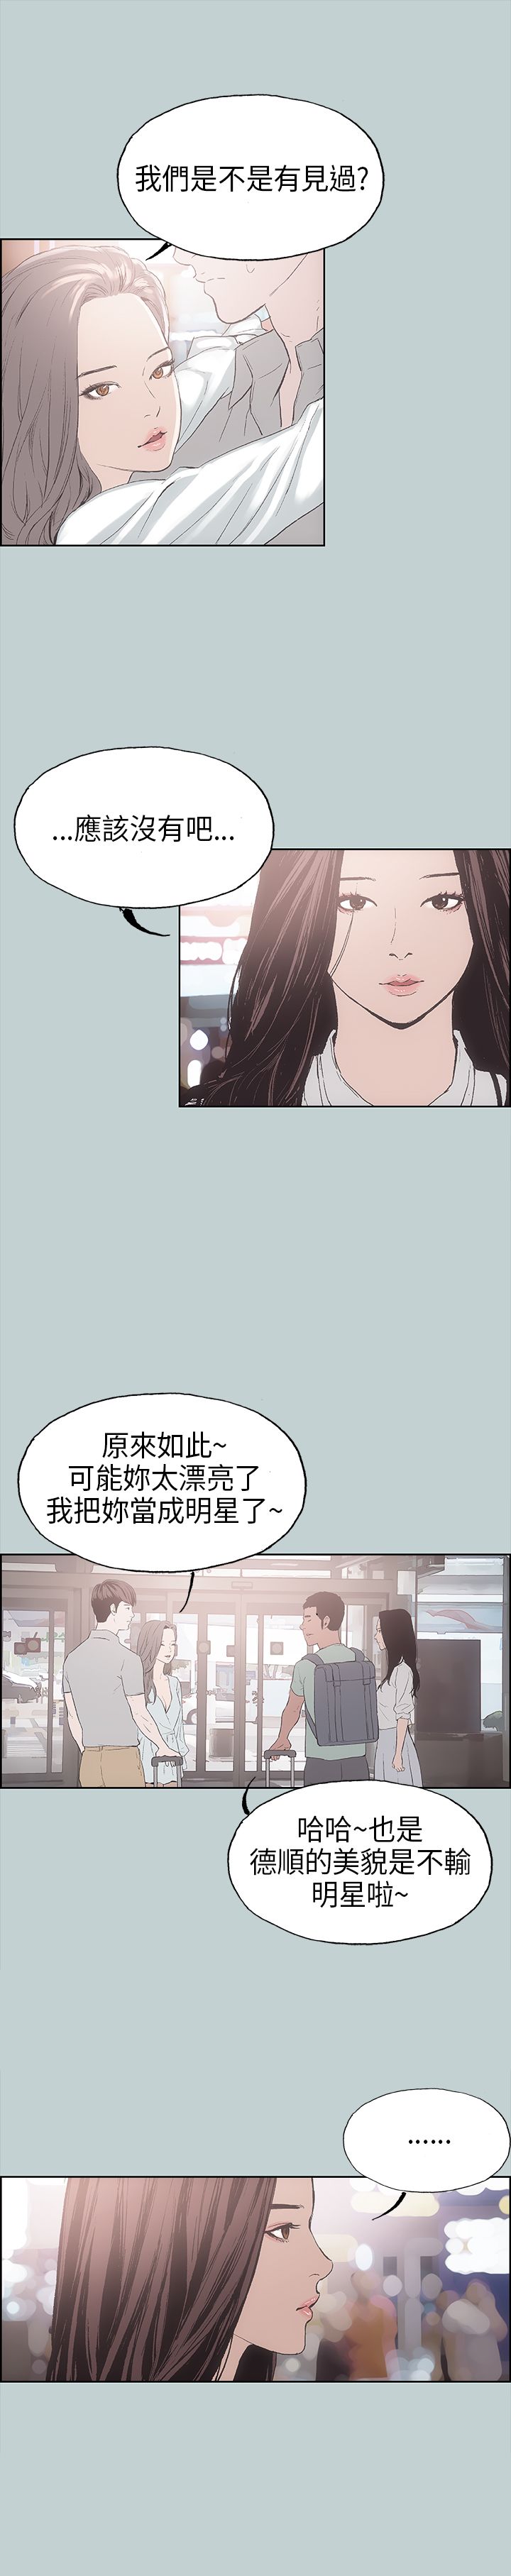 我們是不是有見過?
...應該沒有吧...
原來如此~
可能妳太漂亮了
我把妳當成明星了~
哈哈~也是
德順的美貌是不輸
明星啦~
......